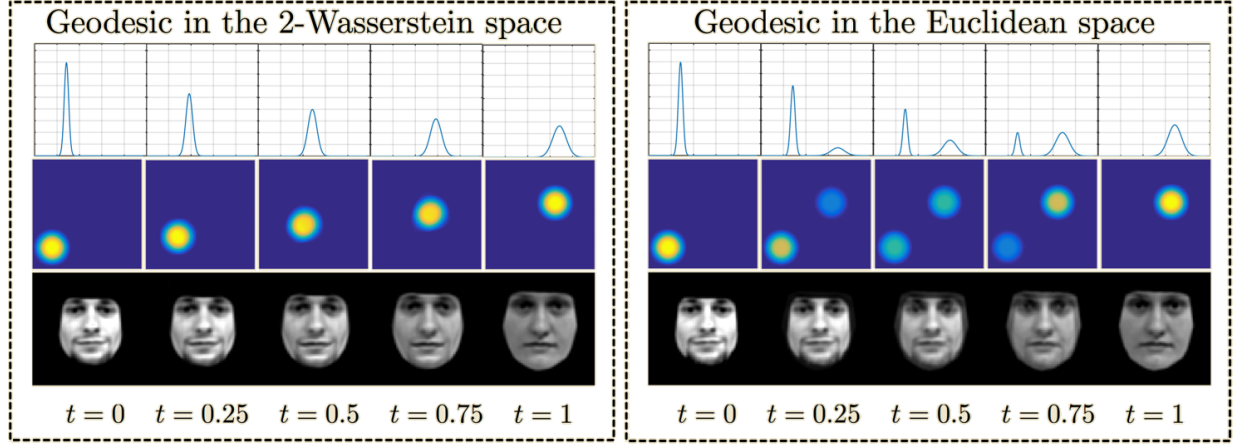 Geodesic in the 2-Wasserstein space
t = 0 t = 0.25 t = 0.5 t = 0.75 t = 1
Geodesic in the Euclidean space
t = 0 t = 0.25 t = 0.5 t = 0.75 t = 1